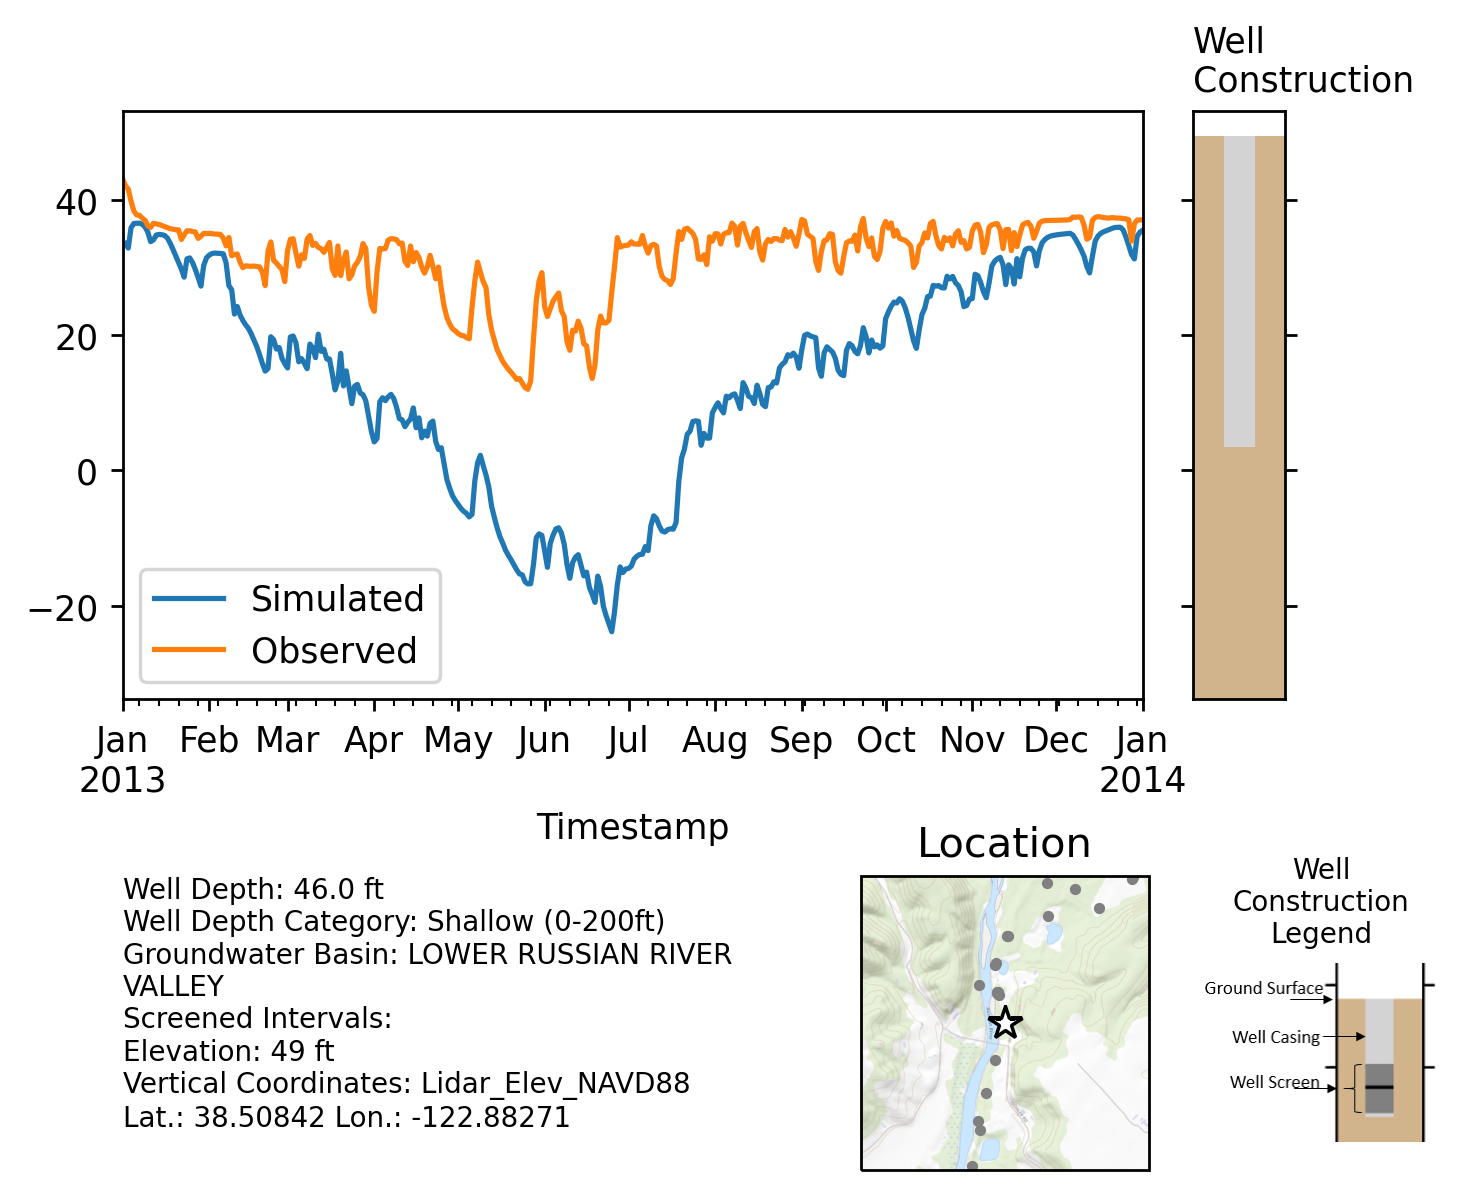 Well
Construction
40
20
0
−20
Simulated
Observed
Jan Feb Mar Apr May Jun Jul Aug Sep Oct Nov Dec Jan
2013 2014
Timestamp
Well Depth: 46.0 ft
Well Depth Category: Shallow (0-200ft)
Groundwater Basin: LOWER RUSSIAN RIVER
VALLEY
Screened Intervals:
Elevation: 49 ft
Vertical Coordinates: Lidar_Elev_NAVD88
Lat.: 38.50842 Lon.: -122.88271
Location
Well
Construction
Legend
Ground Surface
Well Casing
Well Screen